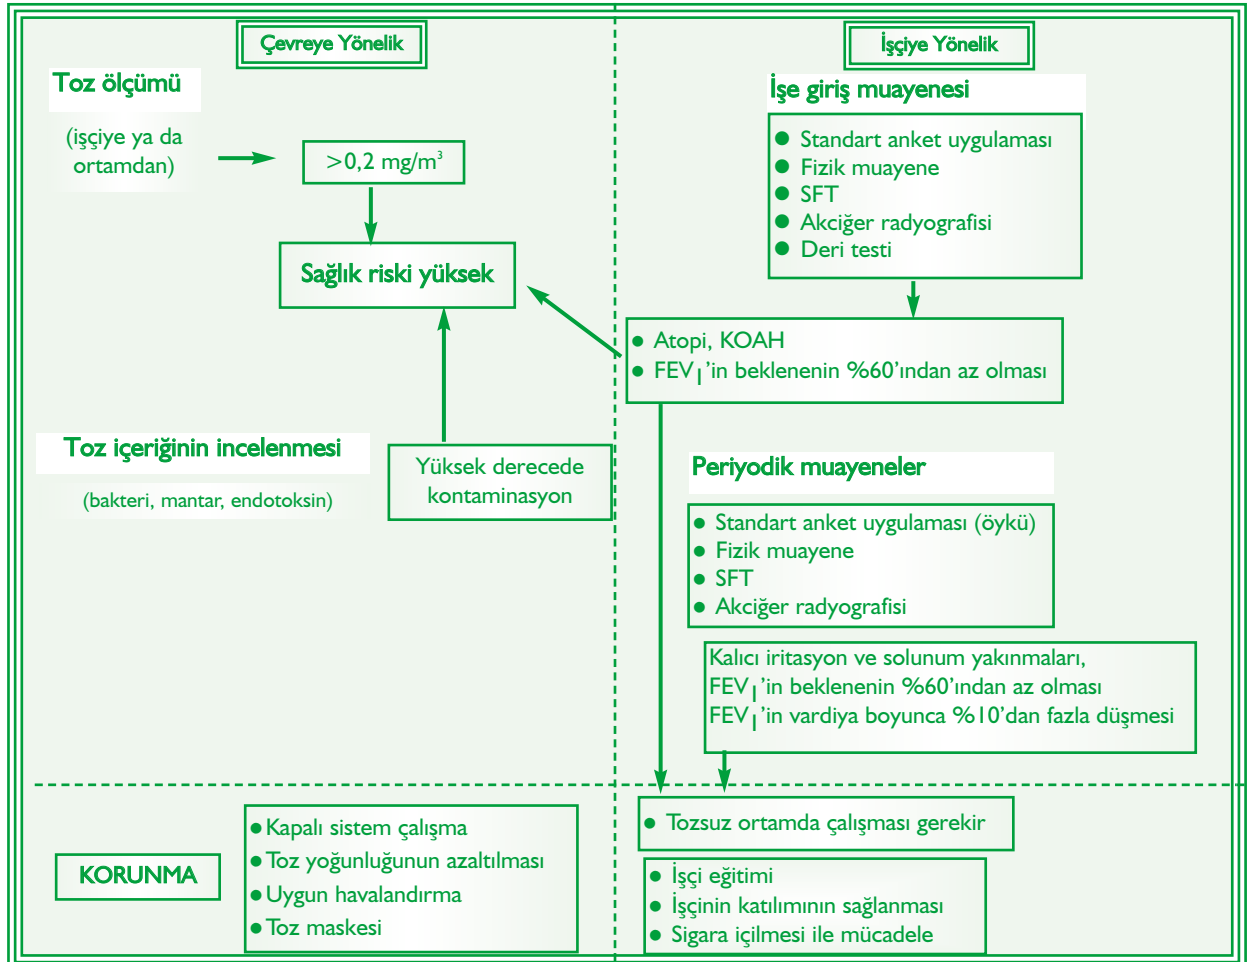 Çevreye Yönelik
Toz ölçümü
(işçiye ya da
ortamdan)
>0,2 mg/m³
Sağlık riski yüksek
Toz içeriğinin incelenmesi
(bakteri, mantar, endotoksin)
Yüksek derecede
kontaminasyon
İşçiye Yönelik
İşe giriş muayenesi
● Standart anket uygulaması
● Fizik muayene
● SFT
● Akciğer radyografisi
● Deri testi
● Atopi, KOAH
● FEV₁'in beklenenin %60'ından az olması
Periyodik muayeneler
● Standart anket uygulaması (öykü)
● Fizik muayene
● SFT
● Akciğer radyografisi
Kalıcı iritasyon ve solunum yakınmaları,
FEV₁'in beklenenin %60'ından az olması
FEV₁'in vardiya boyunca %10'dan fazla düşmesi
KORUNMA
● Kapalı sistem çalışma
● Toz yoğunluğunun azaltılması
● Uygun havalandırma
● Toz maskesi
● Tozsuz ortamda çalışması gerekir
● İşçi eğitimi
● İşçinin katılımının sağlanması
● Sigara içilmesi ile mücadele